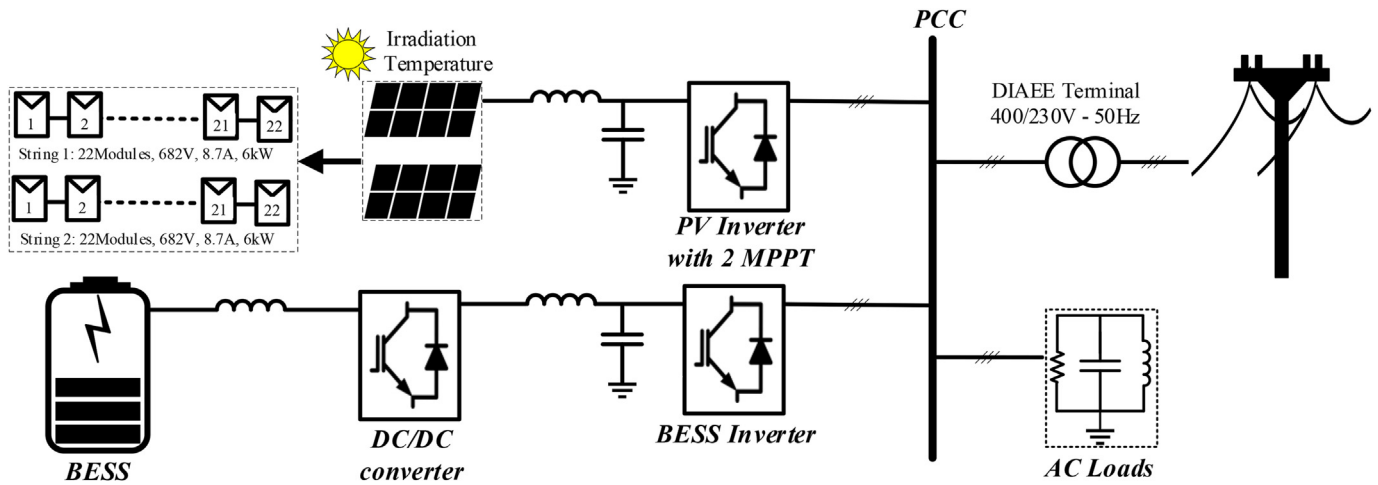 PCC
Irradiation
Temperature
DIAEE Terminal
400/230V - 50Hz
1 2 21 22
String 1: 22Modules, 682V, 8.7A, 6kW
1 2 21 22
String 2: 22Modules, 682V, 8.7A, 6kW
PV Inverter
with 2 MPPT
BESS
DC/DC
converter
BESS Inverter
AC Loads